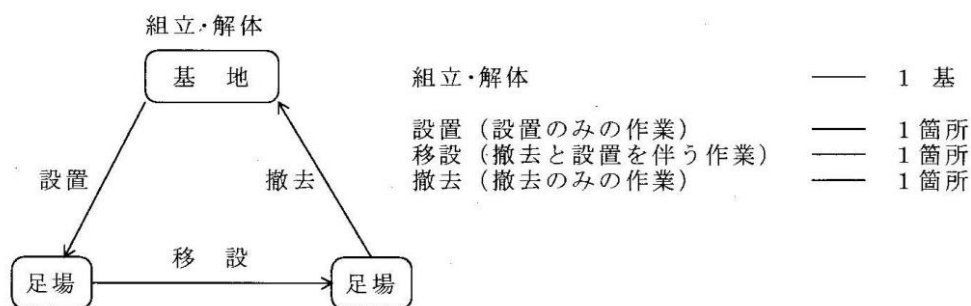 組立・解体
基 地
設置
撤去
移 設
足場
足場
組立・解体 —— 1 基
設置（設置のみの作業） —— 1箇所
移設（撤去と設置を伴う作業） —— 1箇所
撤去（撤去のみの作業） —— 1箇所